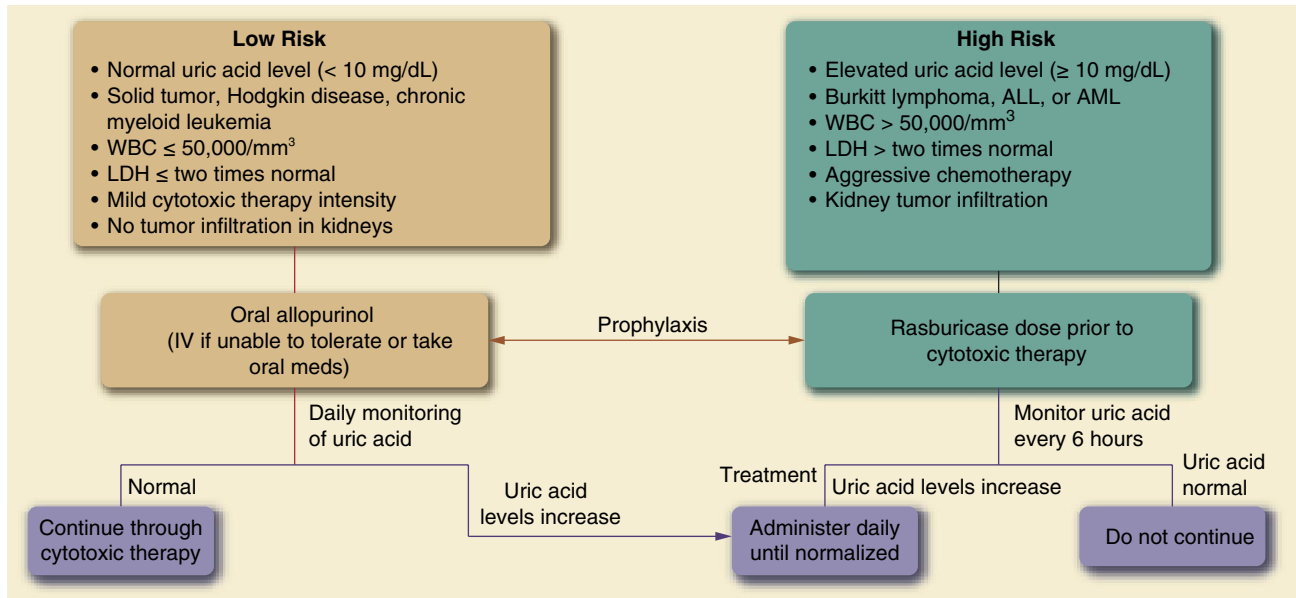 Low Risk
• Normal uric acid level (< 10 mg/dL)
• Solid tumor, Hodgkin disease, chronic
myeloid leukemia
• WBC ≤ 50,000/mm³
• LDH ≤ two times normal
• Mild cytotoxic therapy intensity
• No tumor infiltration in kidneys
High Risk
• Elevated uric acid level (≥ 10 mg/dL)
• Burkitt lymphoma, ALL, or AML
• WBC > 50,000/mm³
• LDH > two times normal
• Aggressive chemotherapy
• Kidney tumor infiltration
Oral allopurinol
(IV if unable to tolerate or take
oral meds)
Prophylaxis
Rasburicase dose prior to
cytotoxic therapy
Daily monitoring
of uric acid
Monitor uric acid
every 6 hours
Normal
Uric acid
levels increase
Treatment
Uric acid levels increase
Uric acid
normal
Continue through
cytotoxic therapy
Administer daily
until normalized
Do not continue